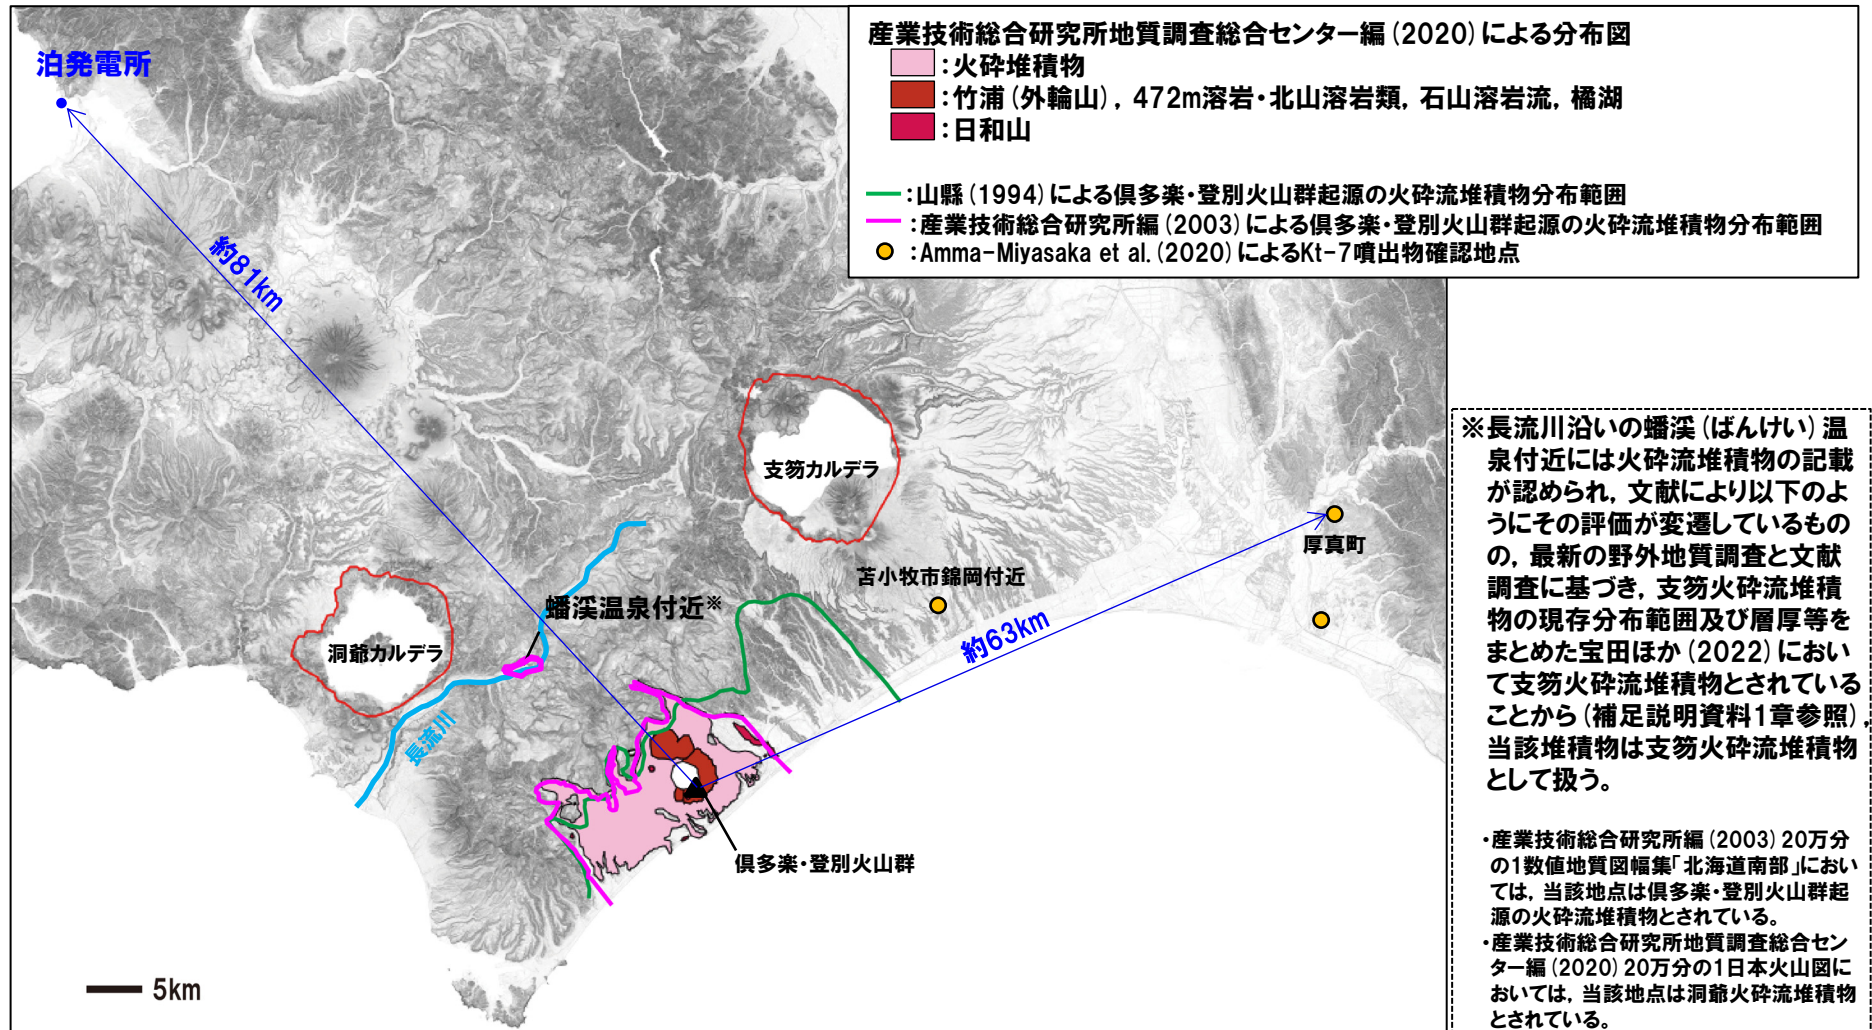 産業技術総合研究所地質調査総合センター編(2020)による分布図
:火砕堆積物
:竹浦(外輪山),472m溶岩・北山溶岩類,石山溶岩流,橘湖
:日和山
:山縣(1994)による倶多楽・登別火山群起源の火砕流堆積物分布範囲
:産業技術総合研究所編(2003)による倶多楽・登別火山群起源の火砕流堆積物分布範囲
:Amma-Miyasaka et al.(2020)によるKt-7噴出物確認地点
泊発電所
約81km
支笏カルデラ
厚真町
苫小牧市錦岡付近
蟠渓温泉付近※
約63km
洞爺カルデラ
長流川
倶多楽・登別火山群
5km
※長流川沿いの蟠渓(ばんけい)温
泉付近には火砕流堆積物の記載
が認められ,文献により以下のよ
うにその評価が変遷しているもの
の,最新の野外地質調査と文献
調査に基づき,支笏火砕流堆積
物の現存分布範囲及び層厚等を
まとめた宝田ほか(2022)におい
て支笏火砕流堆積物とされている
ことから(補足説明資料1章参照),
当該堆積物は支笏火砕流堆積物
として扱う。
・産業技術総合研究所編(2003)20万分
の1数値地質図幅集「北海道南部」におい
ては,当該地点は倶多楽・登別火山群起
源の火砕流堆積物とされている。
・産業技術総合研究所地質調査総合セン
ター編(2020)20万分の1日本火山図に
おいては,当該地点は洞爺火砕流堆積物
とされている。